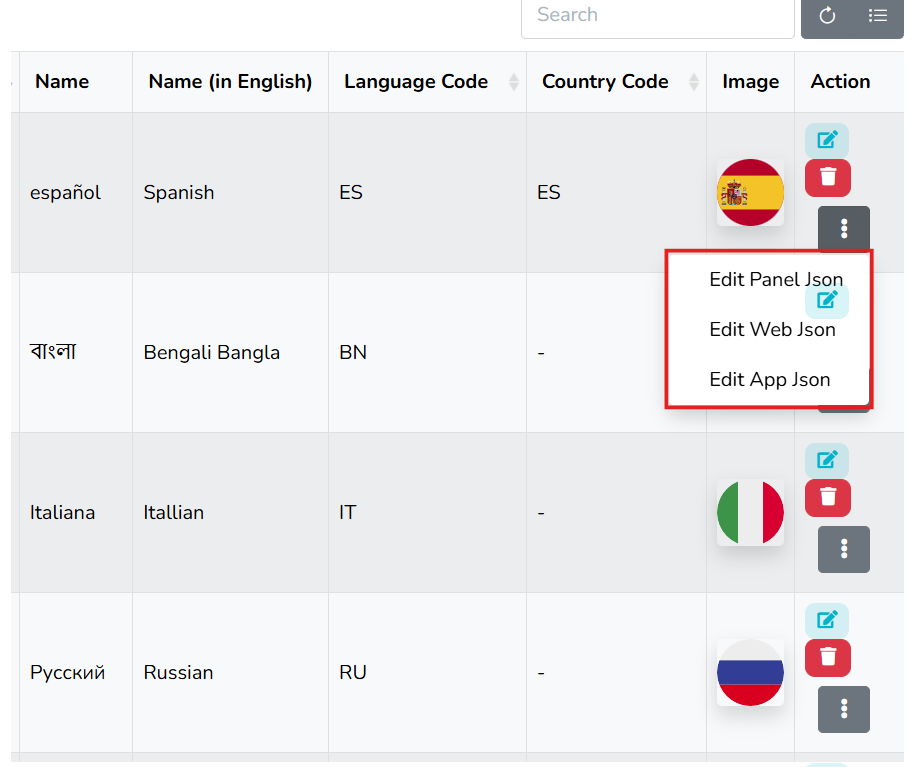 Search
Name Name (in English) Language Code Country Code Image Action
español Spanish ES ES
Edit Panel Json
Edit Web Json
Edit App Json
বাংলা Bengali Bangla BN -
Italiana Itallian IT -
Русский Russian RU -